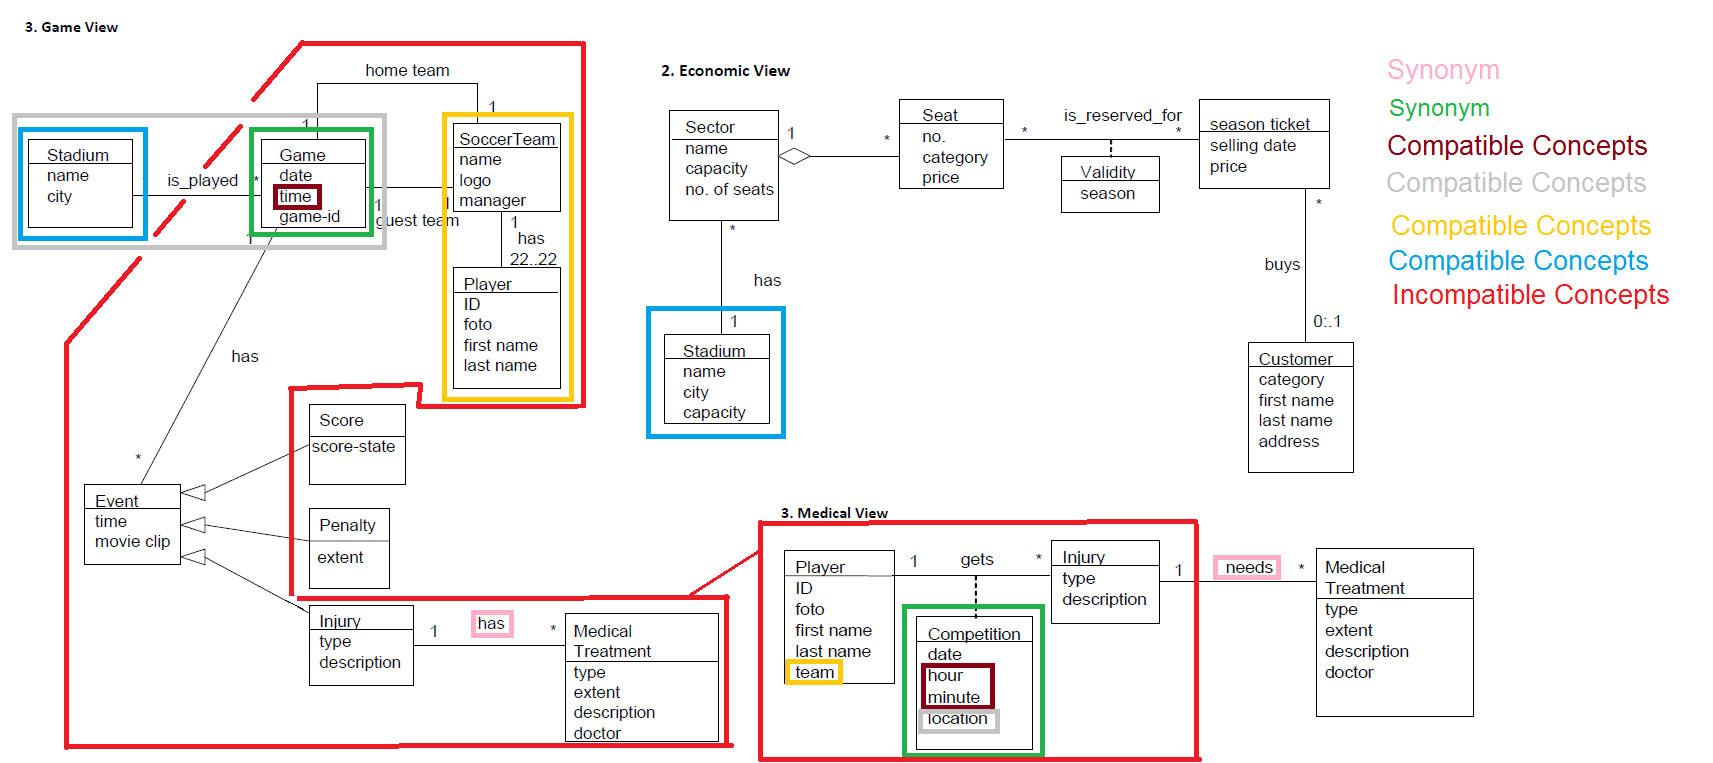 3. Game View
home team
1
1
Stadium
name
city
is_played
*
Game
date
time
game-id
1
1
guest team
1
SoccerTeam
name
logo
manager
1
has
22..22
Player
ID
foto
first name
last name
has
*
Event
time
movie clip
Score
score-state
Penalty
extent
Injury
type
description
1
has
*
Medical
Treatment
type
extent
description
doctor
2. Economic View
Sector
name
capacity
no. of seats
1
*
Seat
no.
category
price
*
is_reserved_for
*
Validity
season
season ticket
selling date
price
*
buys
0:.1
Customer
category
first name
last name
address
*
has
1
Stadium
name
city
capacity
Synonym
Synonym
Compatible Concepts
Compatible Concepts
Compatible Concepts
Compatible Concepts
Incompatible Concepts
3. Medical View
Player
ID
foto
first name
last name
team
1
gets
*
Competition
date
hour
minute
location
Injury
type
description
1
needs
*
Medical
Treatment
type
extent
description
doctor